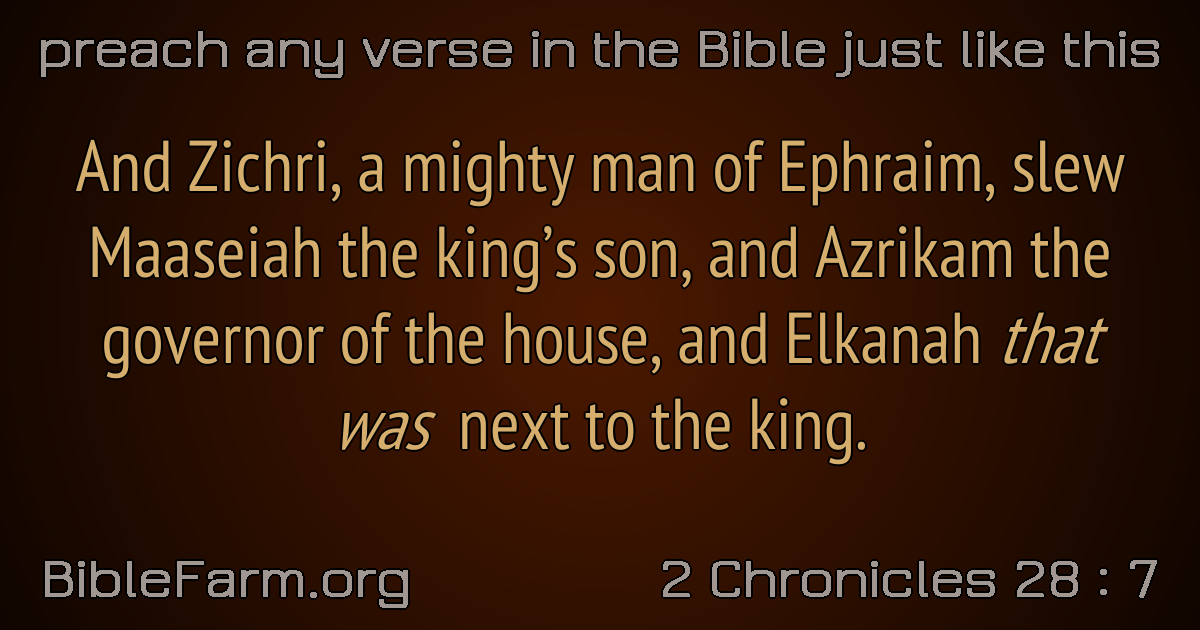 preach any verse in the Bible just like this
And Zichri, a mighty man of Ephraim, slew
Maaseiah the king’s son, and Azrikam the
governor of the house, and Elkanah that
was next to the king.
BibleFarm.org
2 Chronicles 28 : 7